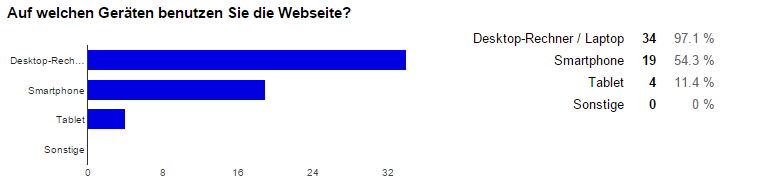 Auf welchen Geräten benutzen Sie die Webseite?
Desktop-Rech...
Smartphone
Tablet
Sonstige
0 8 16 24 32
Desktop-Rechner / Laptop 34 97.1 %
Smartphone 19 54.3 %
Tablet 4 11.4 %
Sonstige 0 0 %